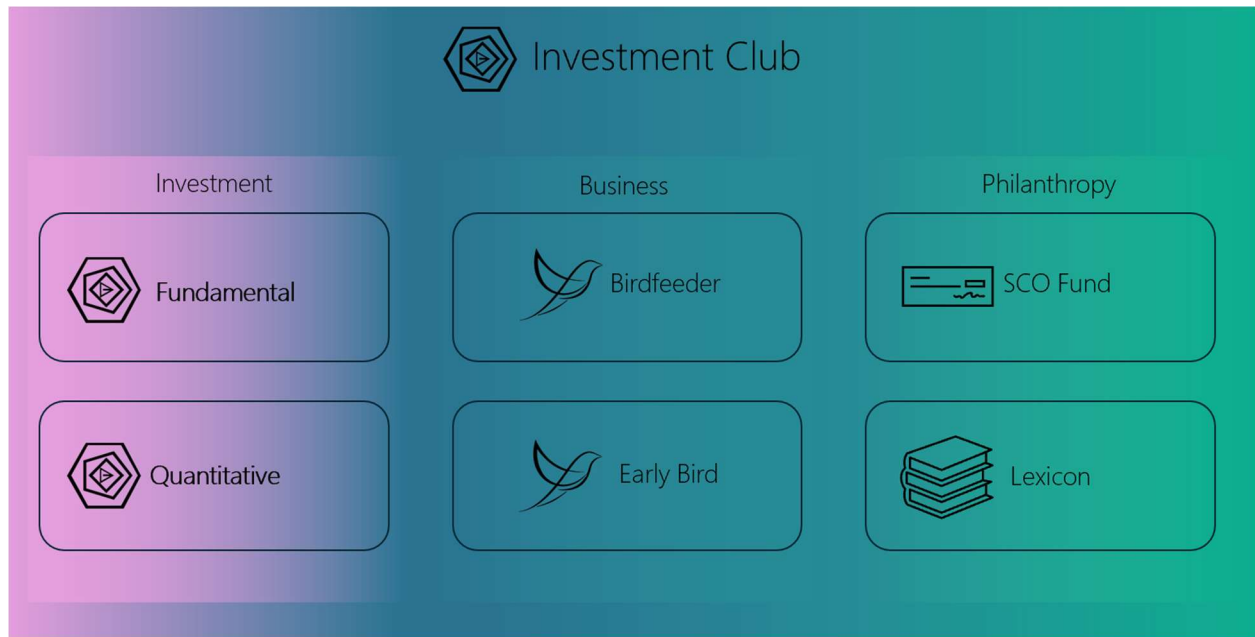 Investment Club
Investment
Business
Philanthropy
Fundamental
Birdfeeder
SCO Fund
Quantitative
Early Bird
Lexicon